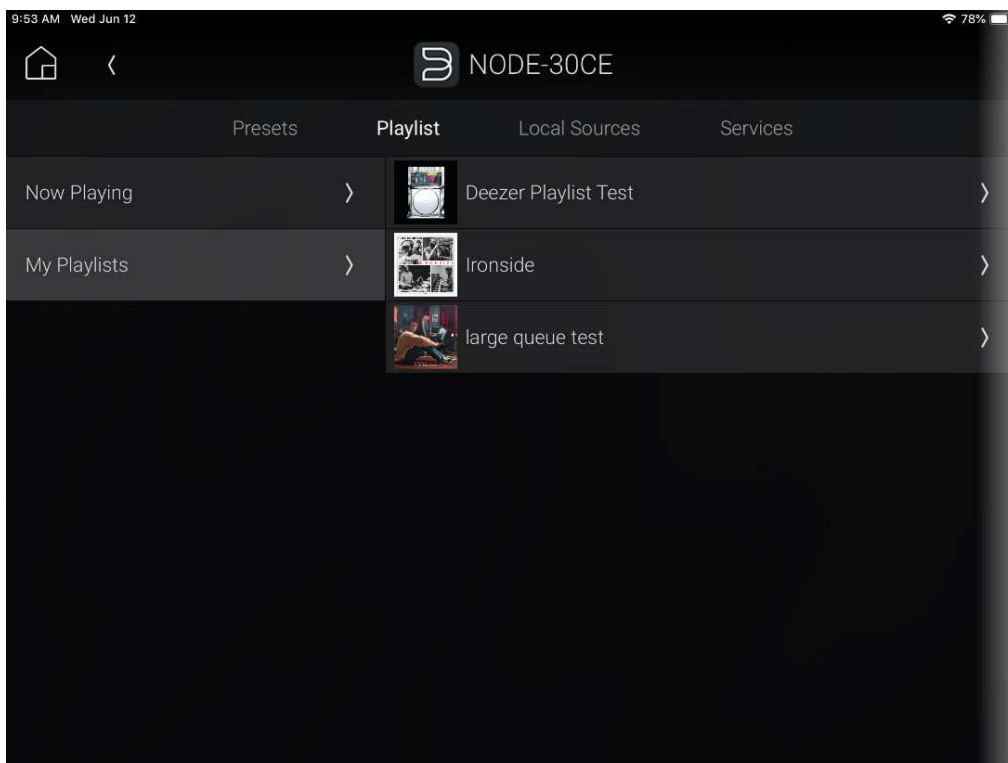 9:53 AM Wed Jun 12
78%
NODE-30CE
Presets Playlist Local Sources Services
Now Playing
Deezer Playlist Test
My Playlists
Ironside
large queue test